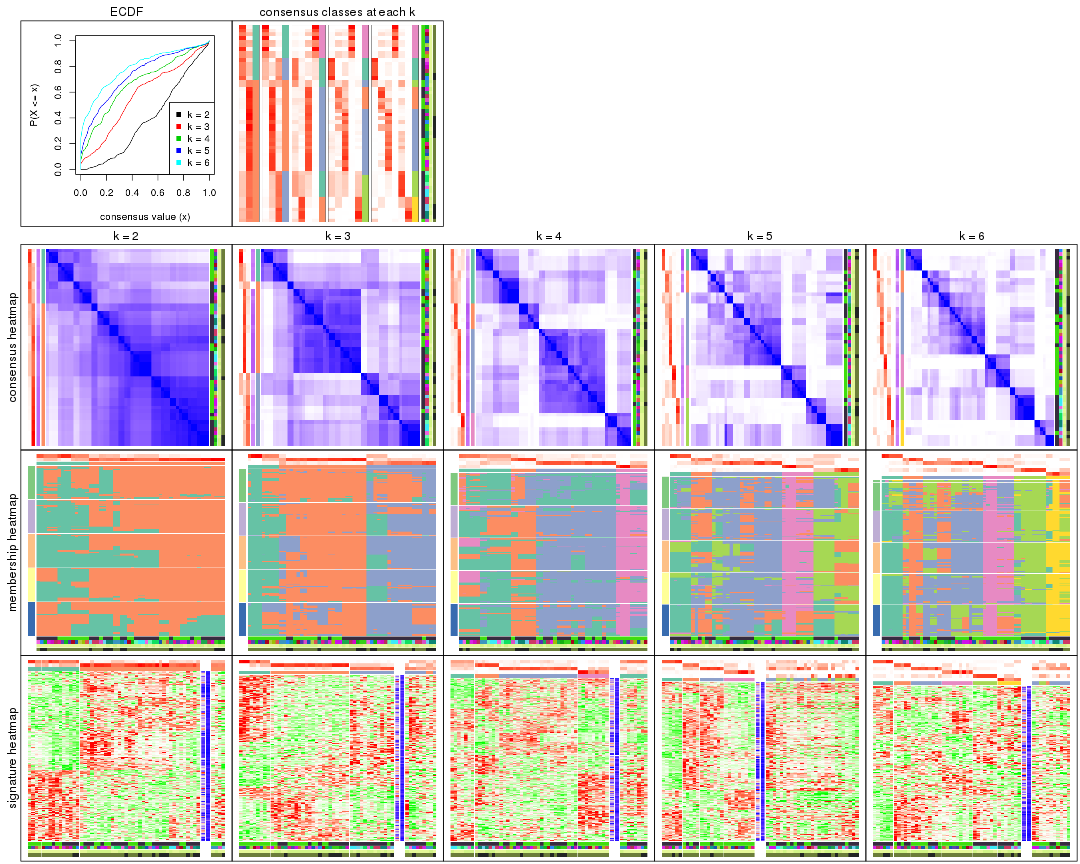 ECDF
consensus classes at each k
P(X <= x)
0.0 0.2 0.4 0.6 0.8 1.0
k = 2
k = 3
k = 4
k = 5
k = 6
0.0 0.2 0.4 0.6 0.8 1.0
consensus value (x)
k = 2
k = 3
k = 4
k = 5
k = 6
consensus heatmap
membership heatmap
signature heatmap